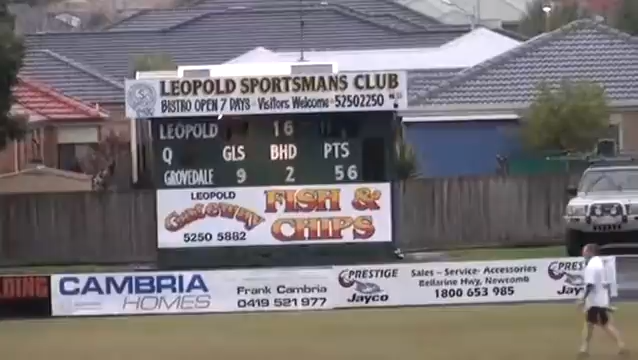 LEOPOLD SPORTSMANS CLUB
BISTRO OPEN 7 DAYS - Visitors Welcome - 52502250
LEOPOLD 16
Q GLS BHD PTS
GROVEDALE 9 2 56
LEOPOLD
Gateway
5250 5882
FISH &
CHIPS
CAMBRIA
HOMES
Frank Cambria
0419 521 977
PRESTIGE
Jayco
Sales - Service - Accessories
Bellarine Hwy, Newcomb
1800 653 985